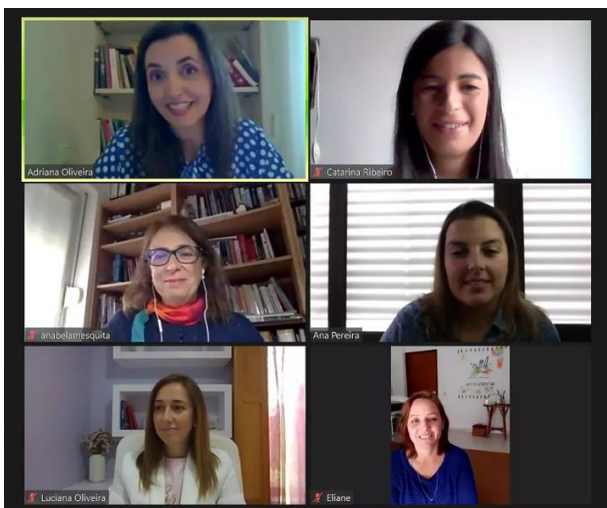 Adriana Oliveira
Catarina Ribeiro
anabelamesquita
Ana Pereira
Luciana Oliveira
Eliane